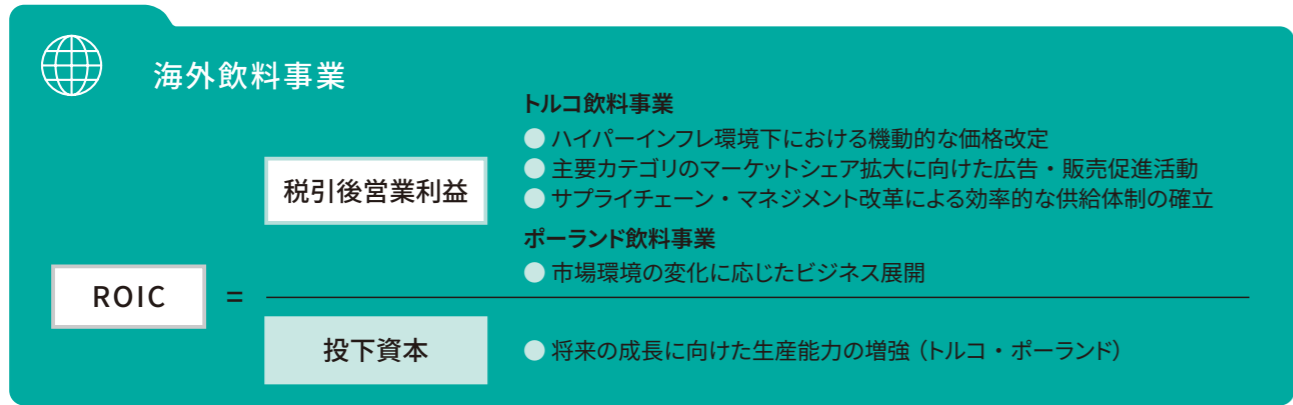 海外飲料事業
トルコ飲料事業
● ハイパーインフレ環境下における機動的な価格改定
● 主要カテゴリのマーケットシェア拡大に向けた広告・販売促進活動
● サプライチェーン・マネジメント改革による効率的な供給体制の確立
税引後営業利益
ポーランド飲料事業
● 市場環境の変化に応じたビジネス展開
ROIC =
投下資本
● 将来の成長に向けた生産能力の増強（トルコ・ポーランド）